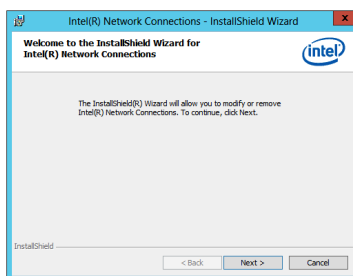 Intel(R) Network Connections - InstallShield Wizard
x
Welcome to the InstallShield Wizard for
Intel(R) Network Connections
intel
The InstallShield(R) Wizard will allow you to modify or remove
Intel(R) Network Connections. To continue, click Next.
InstallShield
< Back
Next >
Cancel